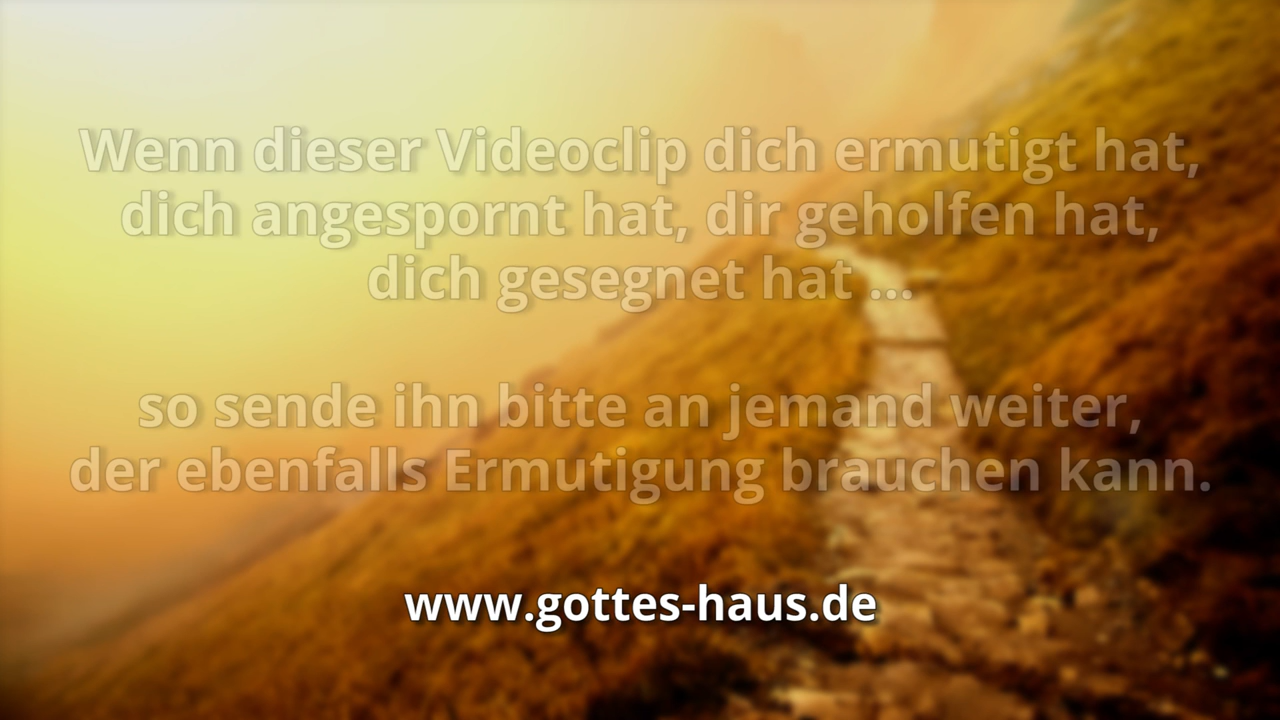 Wenn dieser Videoclip dich ermutigt hat,
dich angespornt hat, dir geholfen hat,
dich gesegnet hat ...
so sende ihn bitte an jemand weiter,
der ebenfalls Ermutigung brauchen kann.
www.gottes-haus.de